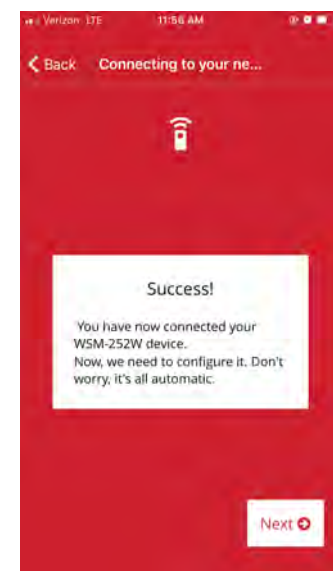 Verizon LTE 11:56 AM
Back Connecting to your ne...
Success!
You have now connected your
WSM-252W device.
Now, we need to configure it. Don't
worry, it's all automatic.
Next